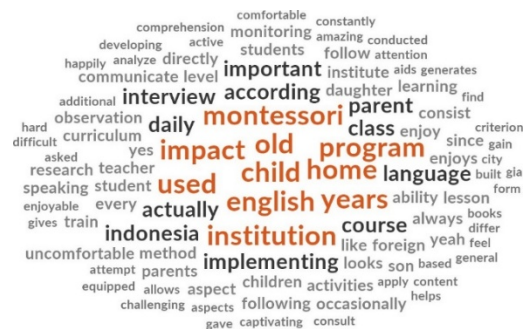 comfortable
comprehension monitoring constantly
developing active students amazing conducted
happily analyze directly important follow attention
communicate level institute aids generates
additional interview according daughter learning
observation montessori parent consist find
hard daily class enjoy since criterion
difficult curriculum impact old program gain
asked yes enjoys city
research teacher child home language built gia
speaking student used form
enjoyable every english years ability lesson
gives train actually always books
indonesia institution course differ
uncomfortable method like foreign yeah feel
attempt parents implementing looks son based general
equipped allows aspect children activities apply content
challenging aspects following occasionally helps
gave captivating consult